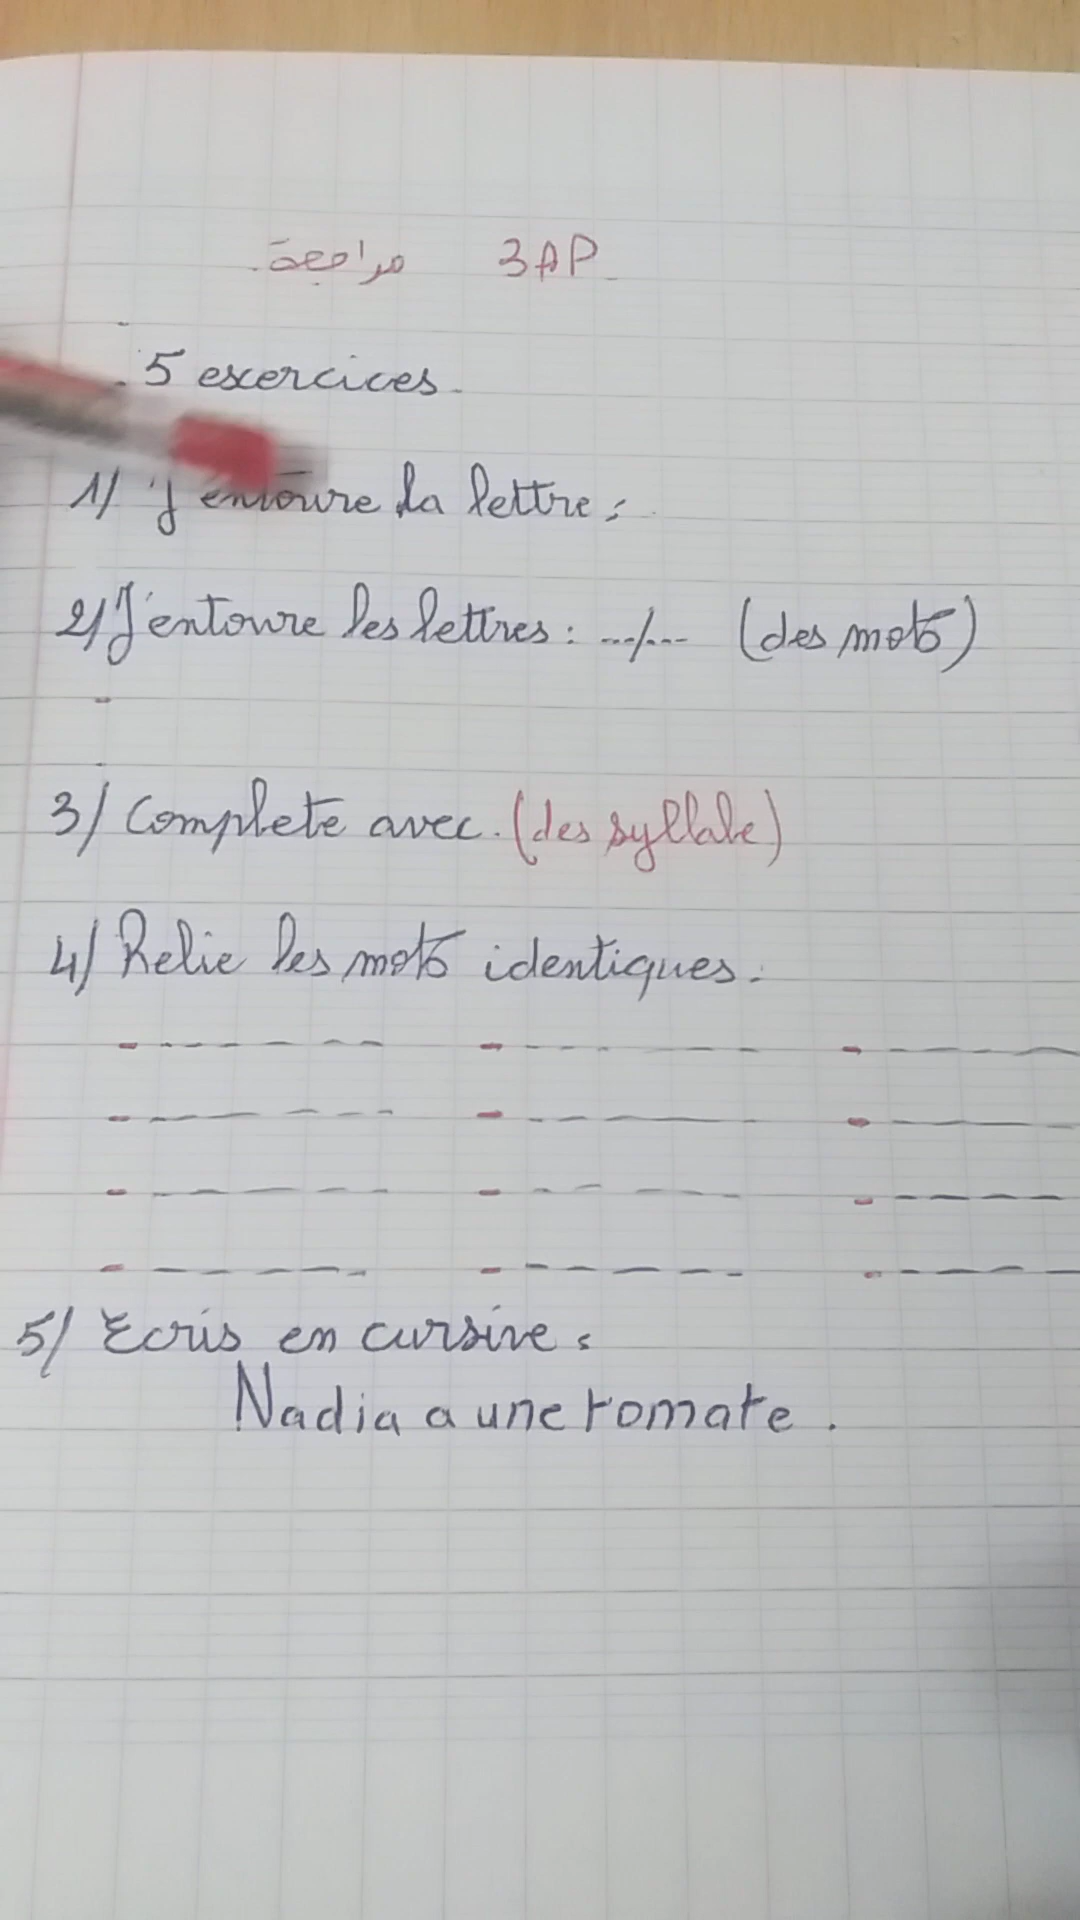 مراجعة 3AP
5 exercices.
1/ J'entoure la lettre :
2/ J'entoure les lettres : .../... (des mots)
3/ Complete avec. (des syllabe)
4/ Relie les mots identiques.
5/ Ecris en cursive :
Nadia a une tomate.